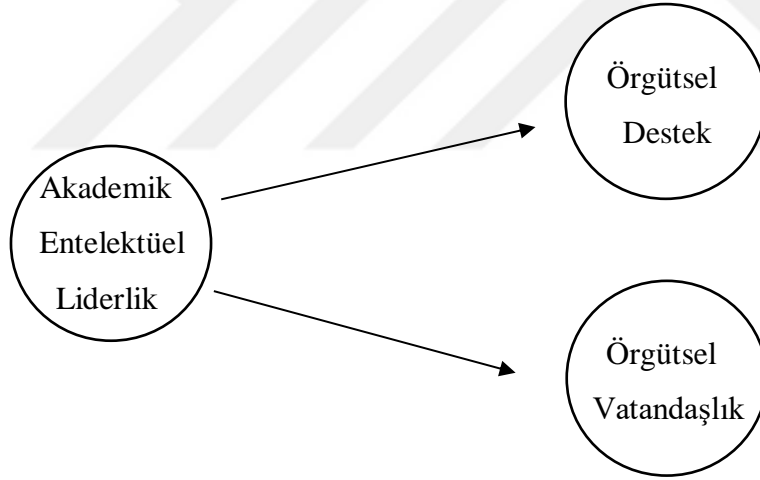 Akademik
Entelektüel
Liderlik
Örgütsel
Destek
Örgütsel
Vatandaşlık